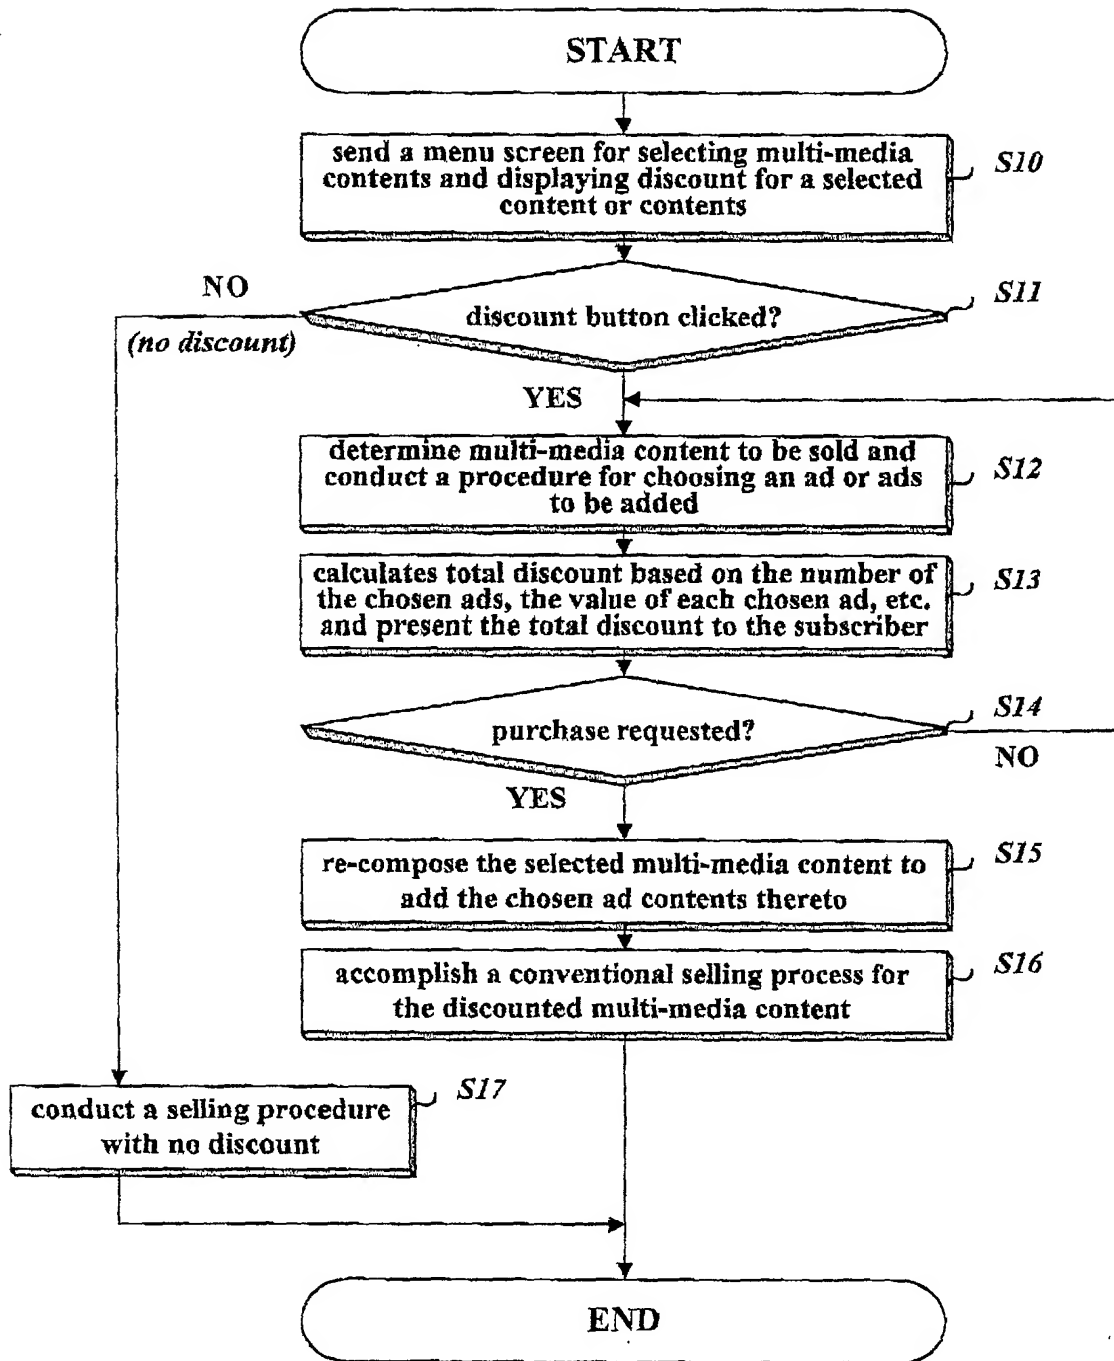 START
send a menu screen for selecting multi-media
contents and displaying discount for a selected
content or contents
S10
NO
(no discount)
discount button clicked?
S11
YES
determine multi-media content to be sold and
conduct a procedure for choosing an ad or ads
to be added
S12
calculates total discount based on the number of
the chosen ads, the value of each chosen ad, etc.
and present the total discount to the subscriber
S13
purchase requested?
S14
NO
YES
re-compose the selected multi-media content to
add the chosen ad contents thereto
S15
accomplish a conventional selling process for
the discounted multi-media content
S16
conduct a selling procedure
with no discount
S17
END